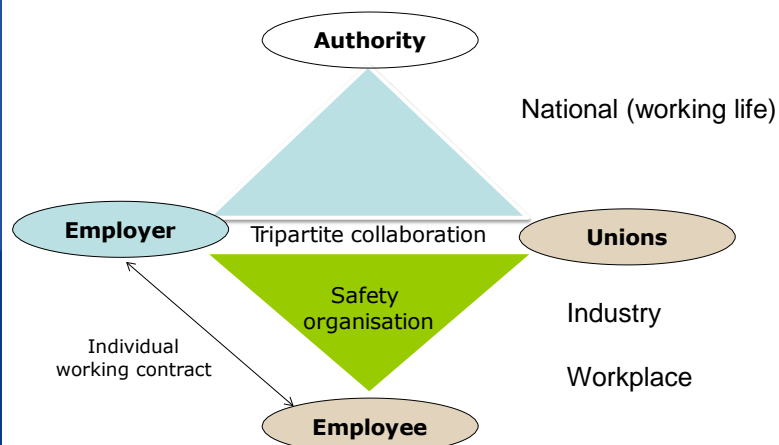 Authority
National (working life)
Employer
Tripartite collaboration
Unions
Safety
organisation
Industry
Individual
working contract
Workplace
Employee